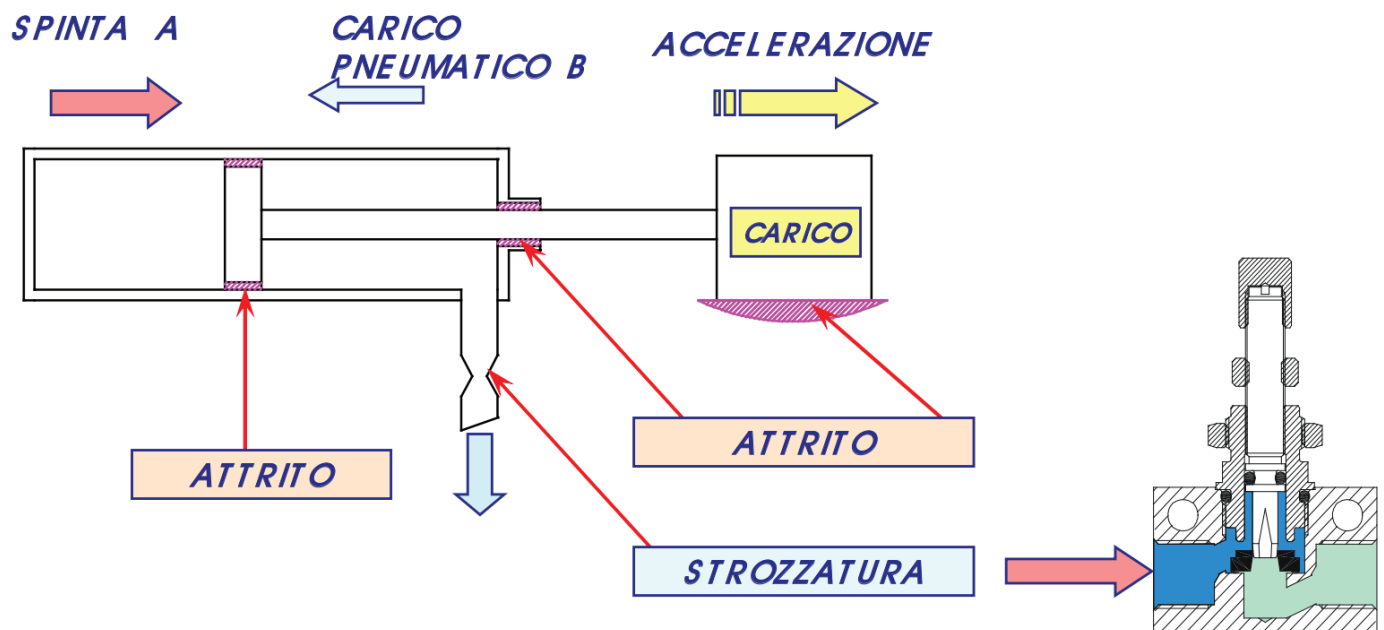 SPINTA A
CARICO
PNEUMATICO B
ACCELERAZIONE
CARICO
ATTRITO
ATTRITO
STROZZATURA